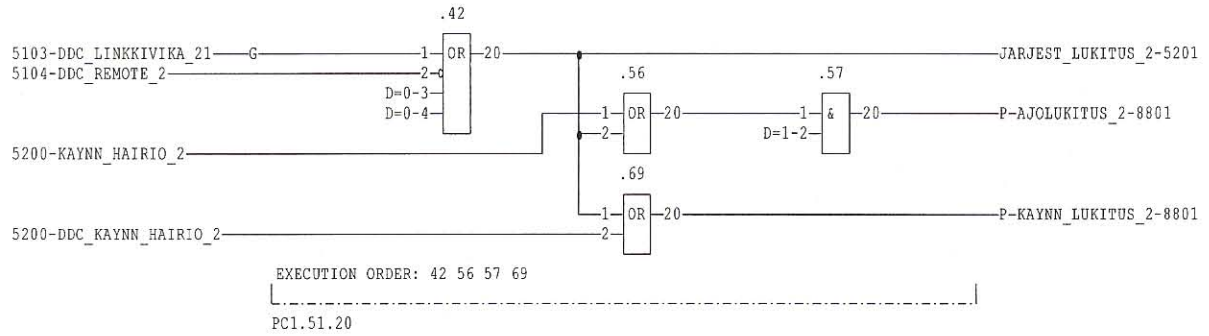 .42
5103-DDC_LINKKIVIKA_21 G 1 OR 20 JARJEST_LUKITUS_2-5201
5104-DDC_REMOTE_2 2
.56 .57
D=0-3
D=0-4 1 OR 20 1 & 20 P-AJOLUKITUS_2-8801
2 D=1-2
5200-KAYNN_HAIRIO_2
.69
1 OR 20 P-KAYNN_LUKITUS_2-8801
5200-DDC_KAYNN_HAIRIO_2 2
EXECUTION ORDER: 42 56 57 69
PC1.51.20